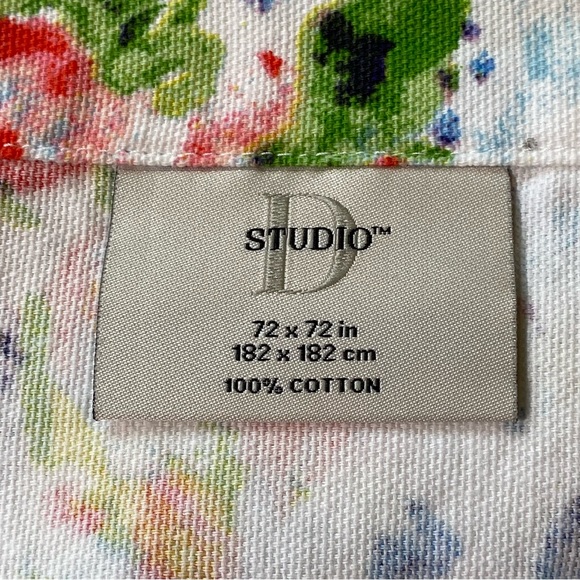 D
STUDIO™
72 x 72 in
182 x 182 cm
100% COTTON